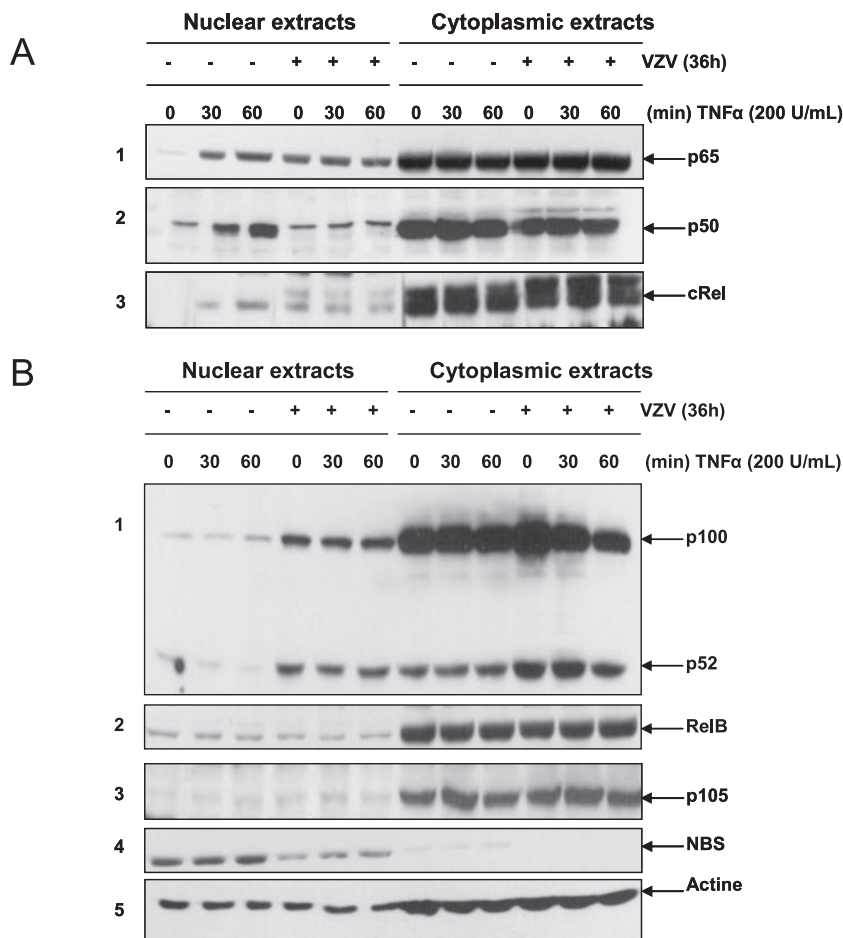 A
Nuclear extracts Cytoplasmic extracts
- - - + + + - - - + + + VZV (36h)
0 30 60 0 30 60 0 30 60 0 30 60 (min) TNFα (200 U/mL)
1 p65
2 p50
3 cRel
B
Nuclear extracts Cytoplasmic extracts
- - - + + + - - - + + + VZV (36h)
0 30 60 0 30 60 0 30 60 0 30 60 (min) TNFα (200 U/mL)
1 p100
p52
2 RelB
3 p105
4 NBS
Actine
5